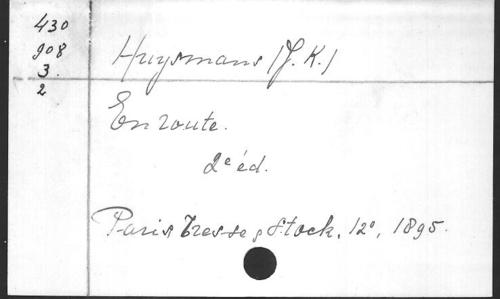 430
908
3.
2
Huysmans (J. K.)
En route.
2e éd.
Paris Tresse, Stock, 12°, 1895.